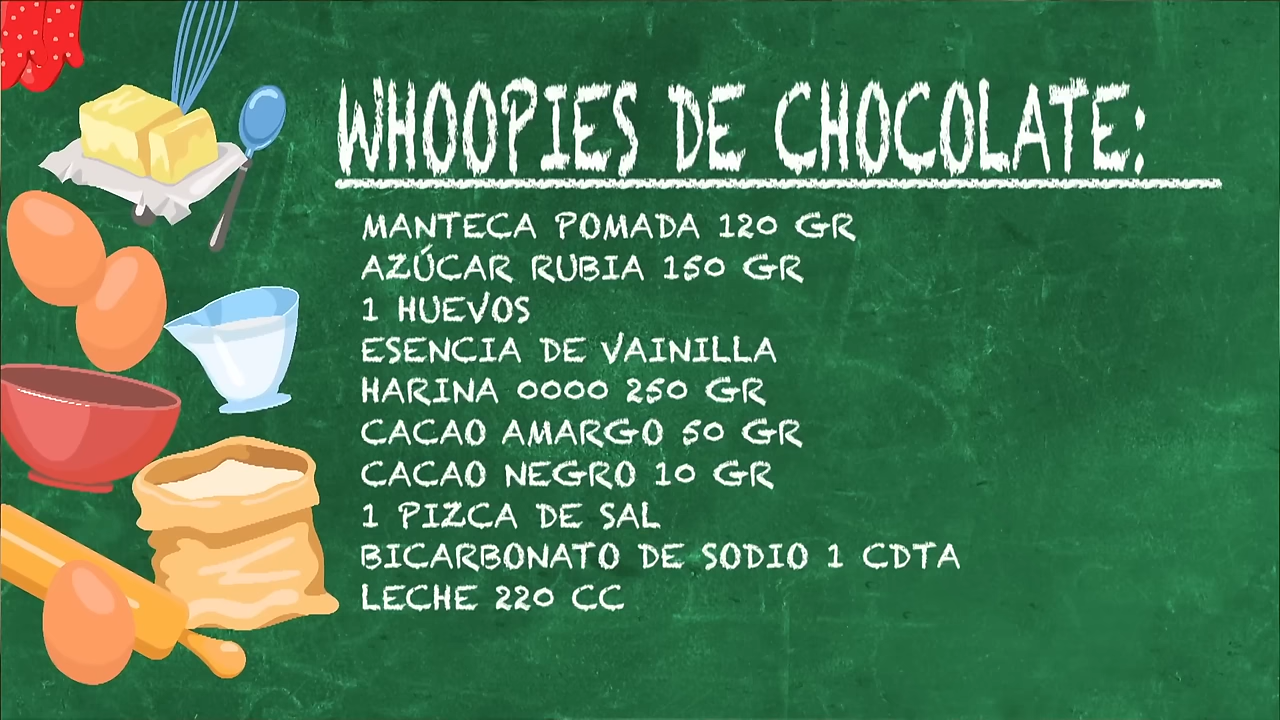 WHOOPIES DE CHOCOLATE:
MANTECA POMADA 120 GR
AZÚCAR RUBIA 150 GR
1 HUEVOS
ESENCIA DE VAINILLA
HARINA 0000 250 GR
CACAO AMARGO 50 GR
CACAO NEGRO 10 GR
1 PIZCA DE SAL
BICARBONATO DE SODIO 1 CDTA
LECHE 220 CC